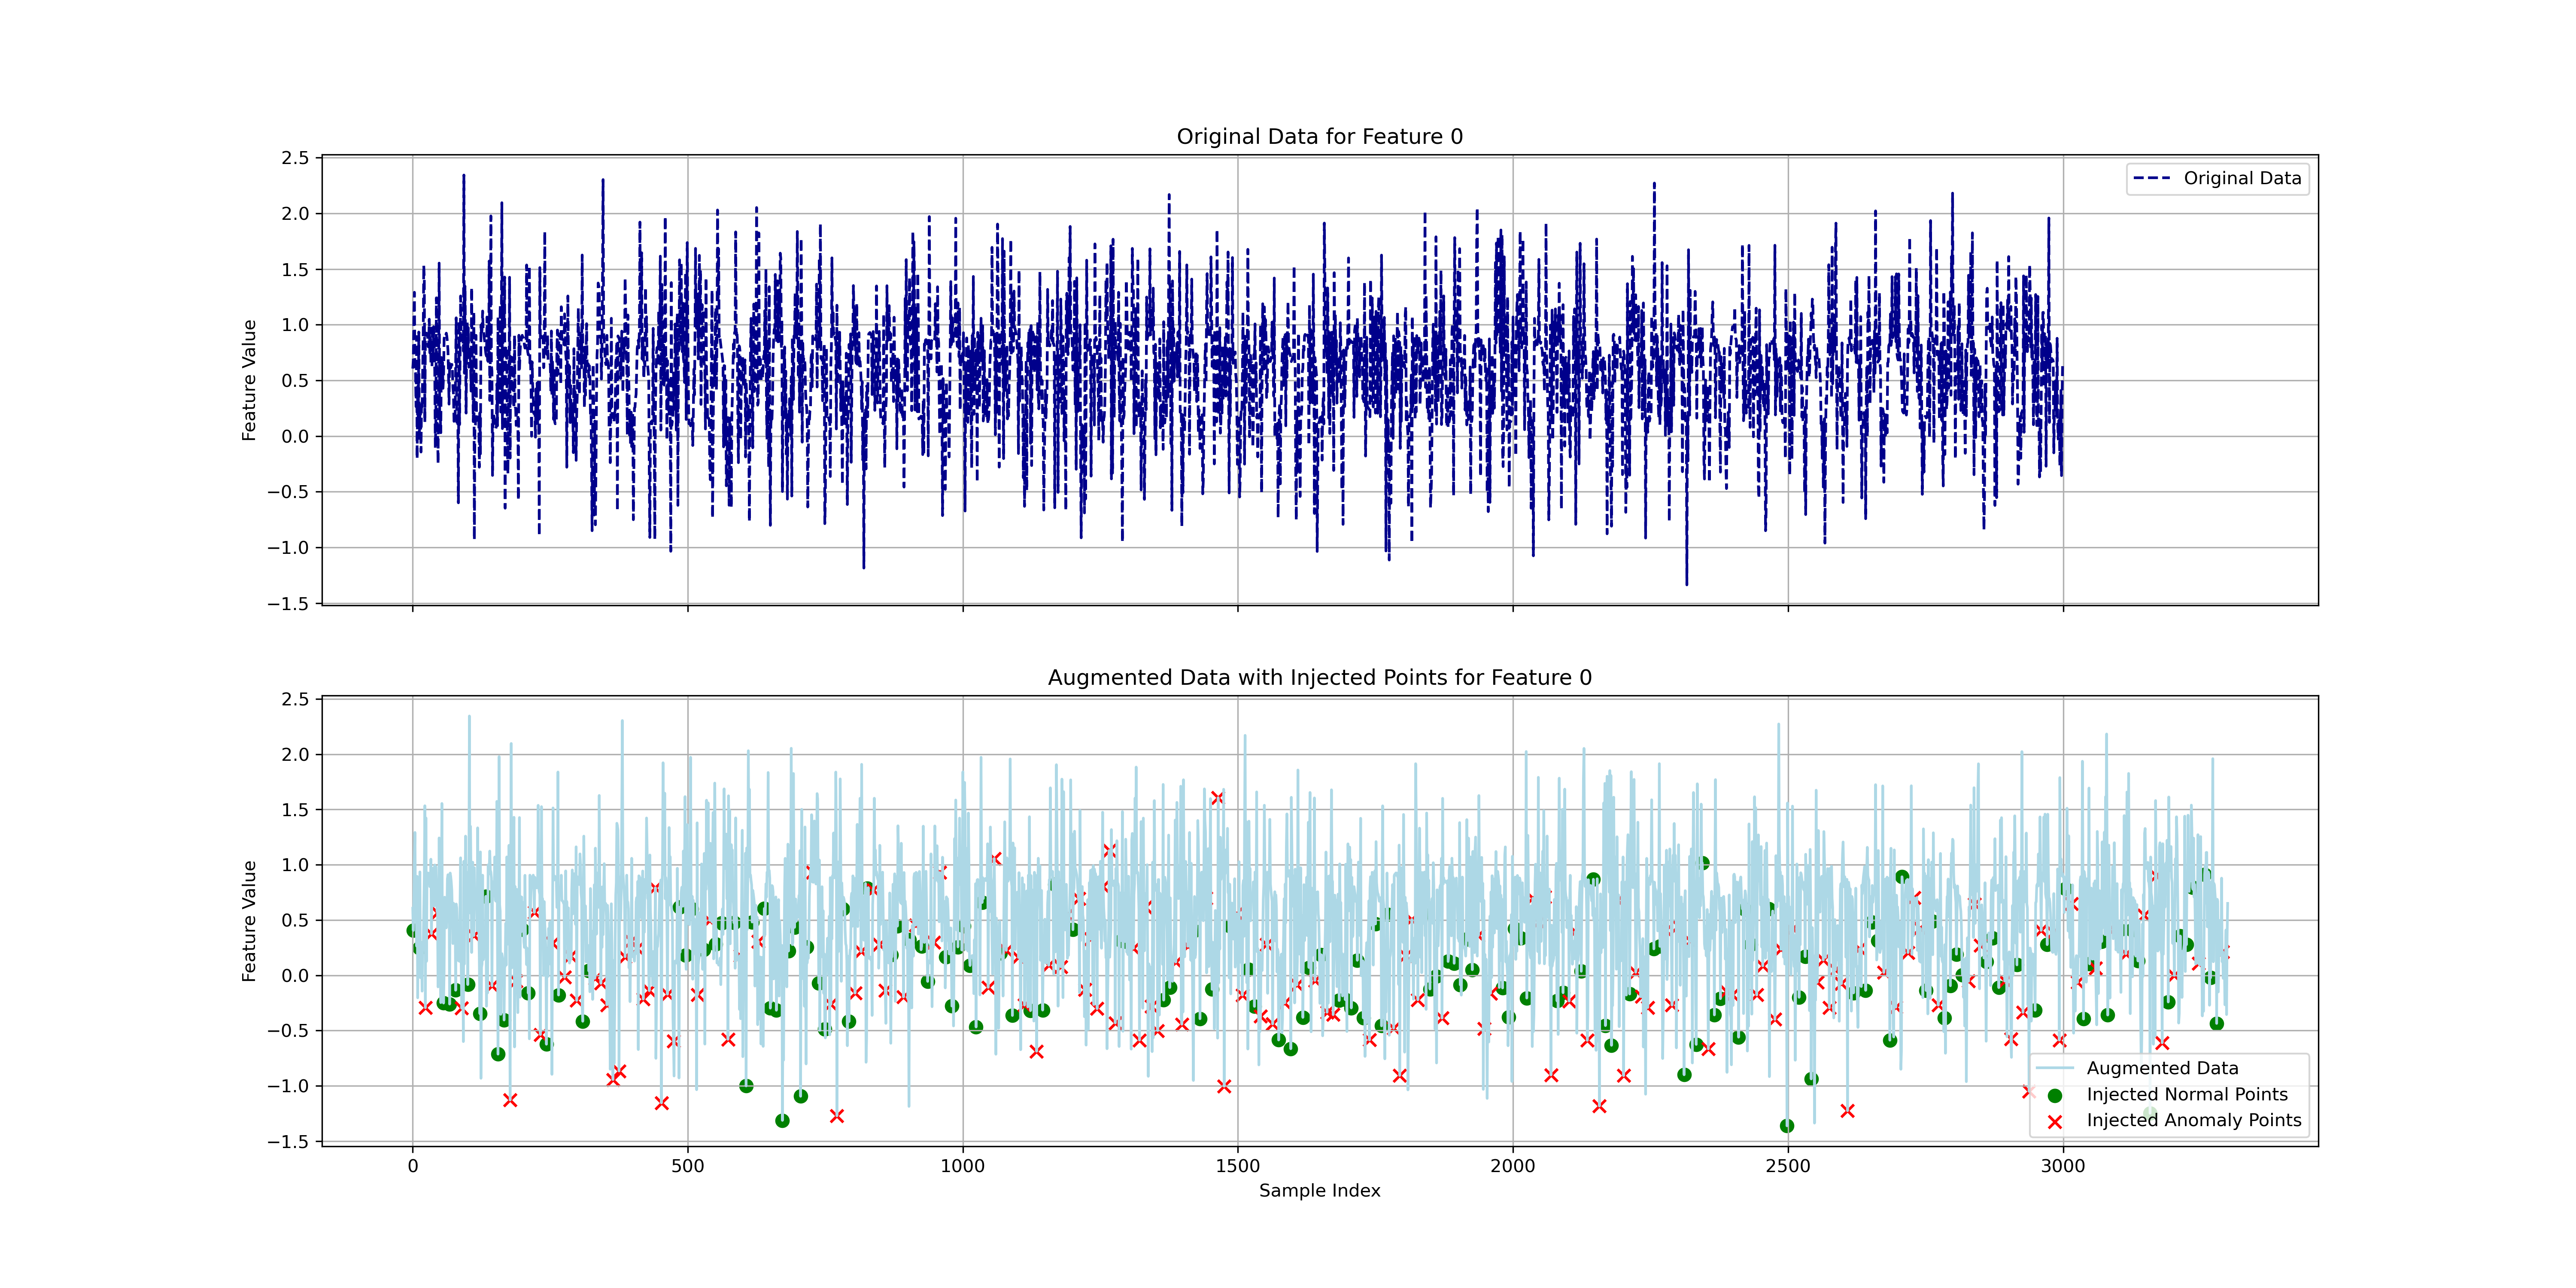 Original Data for Feature 0
2.5
2.0
1.5
1.0
0.5
0.0
−0.5
−1.0
−1.5
Feature Value
Original Data
Augmented Data with Injected Points for Feature 0
2.5
2.0
1.5
1.0
0.5
0.0
−0.5
−1.0
−1.5
Feature Value
Augmented Data
Injected Normal Points
Injected Anomaly Points
0 500 1000 1500 2000 2500 3000
Sample Index